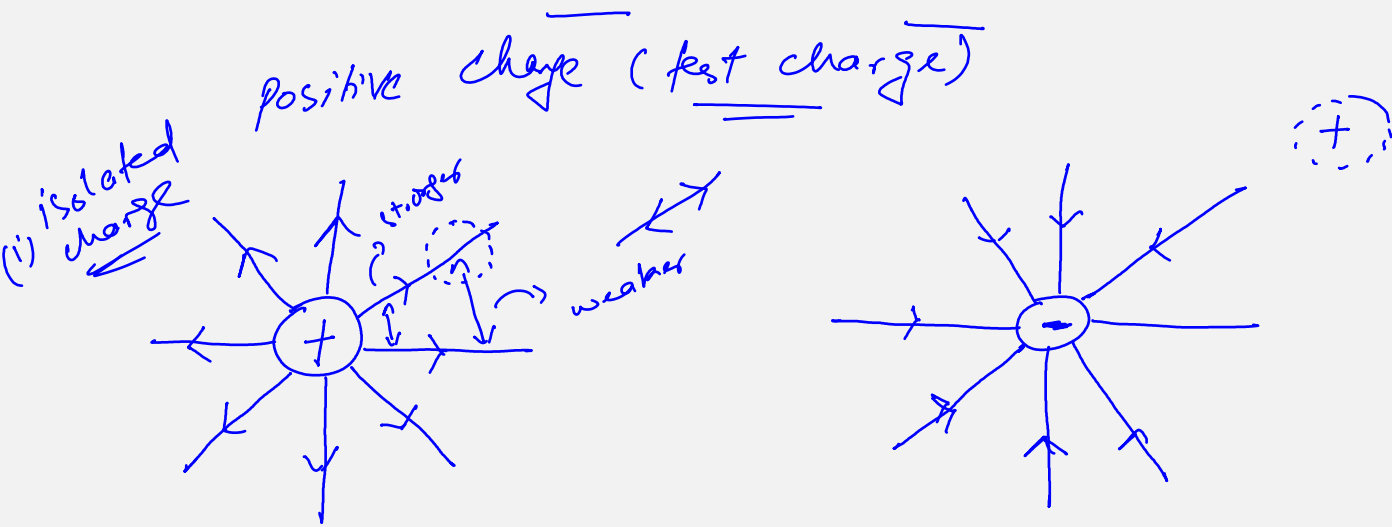 positive charge (test charge)
(i) isolated
charge
stronger
weaker
+
+
-